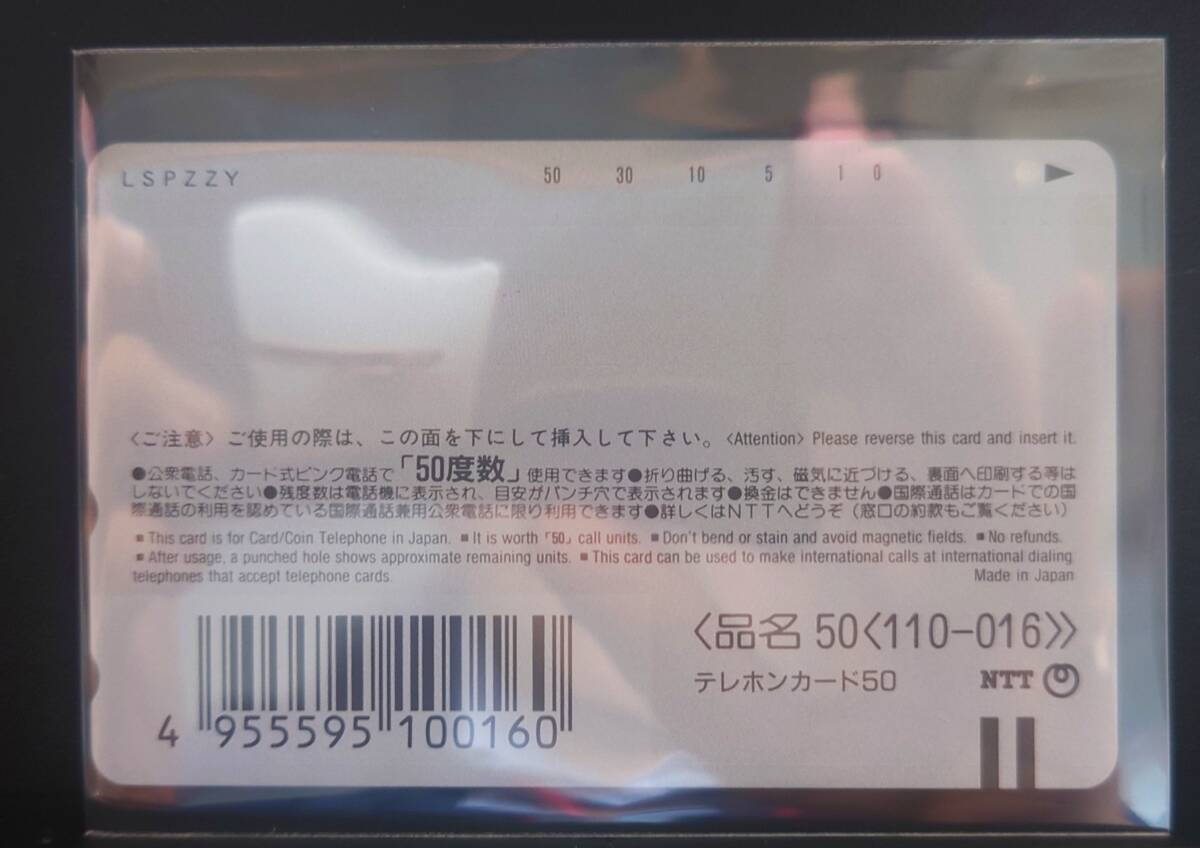 LSPZZY 50 30 10 5 1 0
〈ご注意〉ご使用の際は、この面を下にして挿入して下さい。〈Attention〉 Please reverse this card and insert it.
●公衆電話、カード式ピンク電話で「50度数」使用できます●折り曲げる、汚す、磁気に近づける、裏面へ印刷する等は
しないでください●残度数は電話機に表示され、目安がパンチ穴で表示されます●換金はできません●国際通話はカードでの国
際通話の利用を認めている国際通話兼用公衆電話に限り利用できます●詳しくはNTTへどうぞ（窓口の約款もご覧ください）
■ This card is for Card/Coin Telephone in Japan. ■ It is worth「50」call units. ■ Don't bend or stain and avoid magnetic fields. ■ No refunds.
■ After usage, a punched hole shows approximate remaining units. ■ This card can be used to make international calls at international dialing
telephones that accept telephone cards. Made in Japan
〈品名 50〈110-016〉〉
テレホンカード50 NTT
4 955595 100160